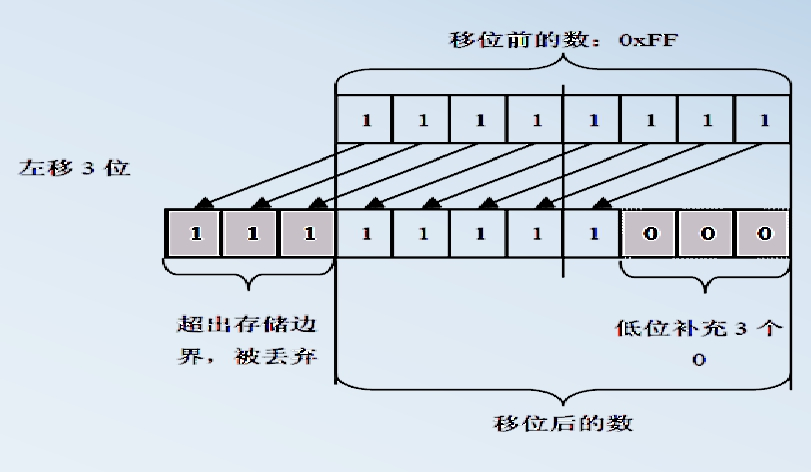 移位前的数：0xFF
1 1 1 1 1 1 1 1
左移 3 位
1 1 1 1 1 1 1 1 0 0 0
超出存储边
界，被丢弃
低位补充 3 个
0
移位后的数